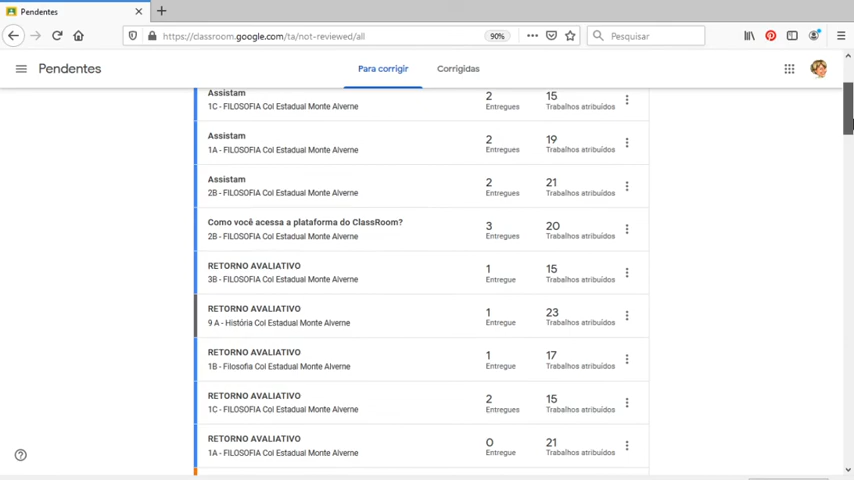 Pendentes
https://classroom.google.com/ta/not-reviewed/all
90%
Pesquisar
Pendentes
Para corrigir
Corrigidas
Assistam
1C - FILOSOFIA Col Estadual Monte Alverne
2
Entregues
15
Trabalhos atribuídos
Assistam
1A - FILOSOFIA Col Estadual Monte Alverne
2
Entregues
19
Trabalhos atribuídos
Assistam
2B - FILOSOFIA Col Estadual Monte Alverne
2
Entregues
21
Trabalhos atribuídos
Como você acessa a plataforma do ClassRoom?
2B - FILOSOFIA Col Estadual Monte Alverne
3
Entregues
20
Trabalhos atribuídos
RETORNO AVALIATIVO
3B - FILOSOFIA Col Estadual Monte Alverne
1
Entregue
15
Trabalhos atribuídos
RETORNO AVALIATIVO
9 A - História Col Estadual Monte Alverne
1
Entregue
23
Trabalhos atribuídos
RETORNO AVALIATIVO
1B - Filosofia Col Estadual Monte Alverne
1
Entregue
17
Trabalhos atribuídos
RETORNO AVALIATIVO
1C - FILOSOFIA Col Estadual Monte Alverne
2
Entregues
15
Trabalhos atribuídos
RETORNO AVALIATIVO
1A - FILOSOFIA Col Estadual Monte Alverne
0
Entregue
21
Trabalhos atribuídos